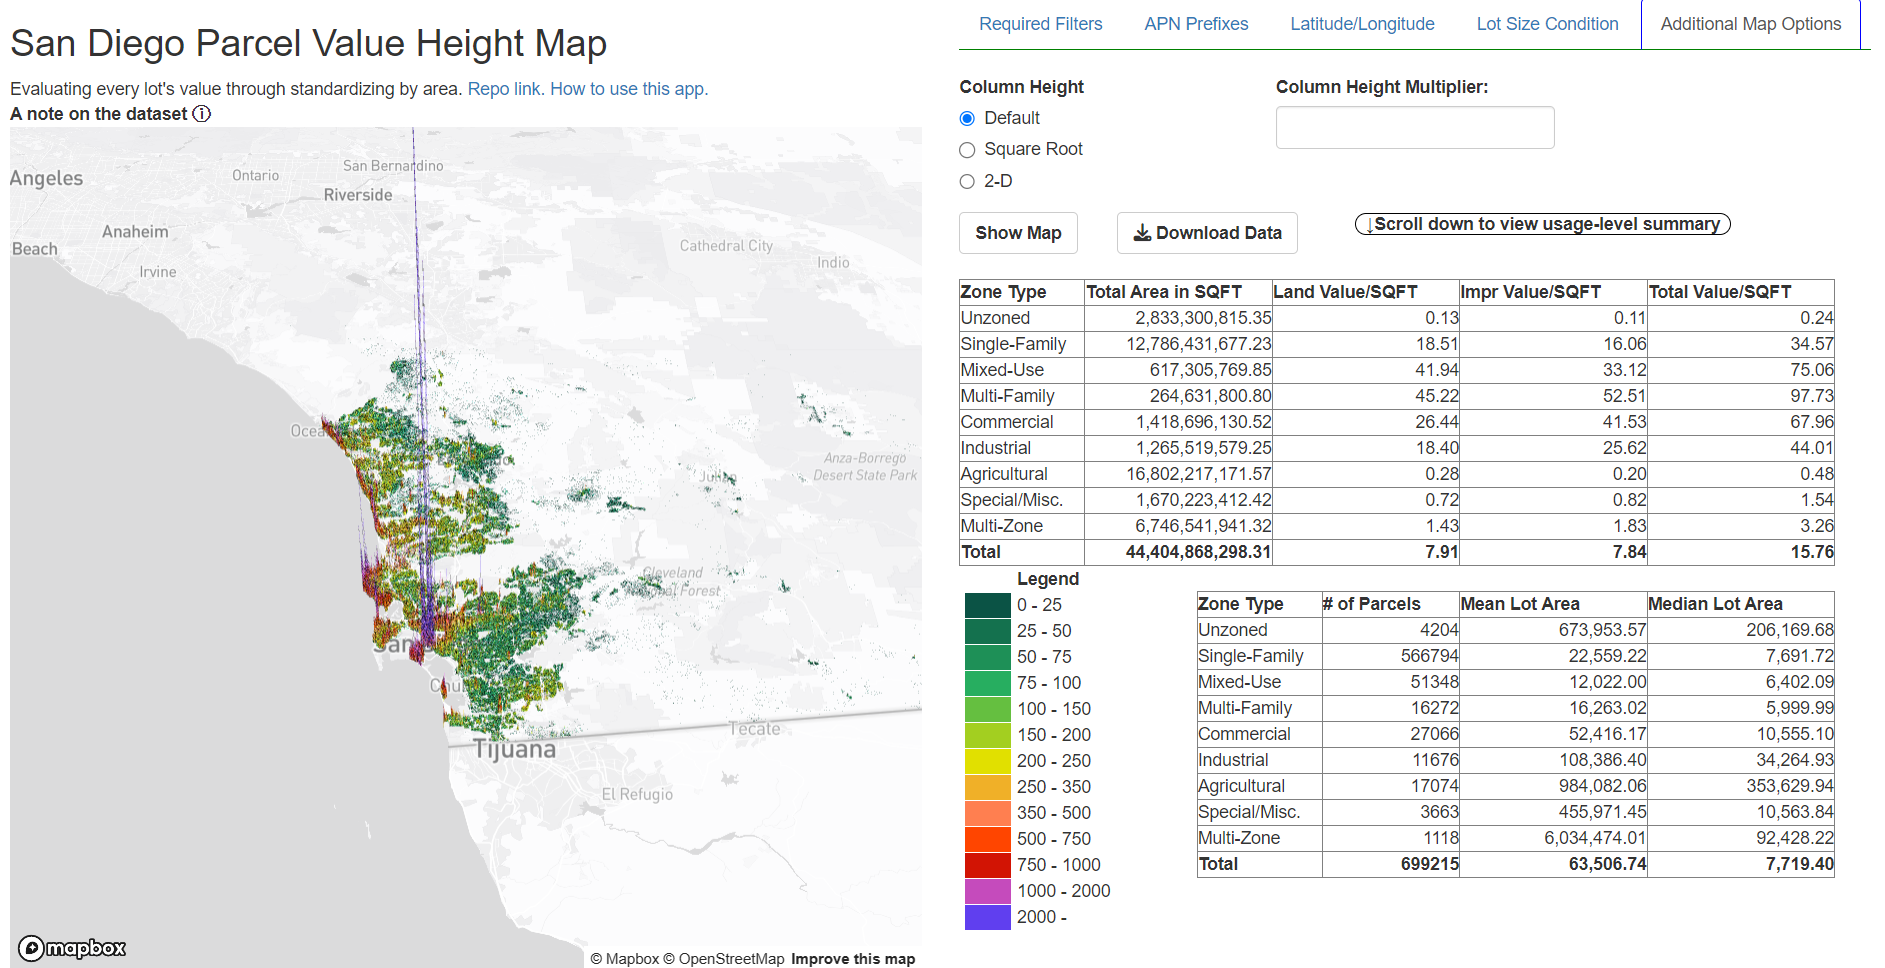 San Diego Parcel Value Height Map
Evaluating every lot's value through standardizing by area. Repo link. How to use this app.
A note on the dataset
Angeles
Ontario
San Bernardino
Riverside
Anaheim
Beach
Irvine
Cathedral City
Indio
Anza-Borrego
Desert State Park
Tijuana
Tecate
El Refugio
mapbox
© Mapbox © OpenStreetMap Improve this map
Required Filters APN Prefixes Latitude/Longitude Lot Size Condition Additional Map Options
Column Height Column Height Multiplier:
Default
Square Root
2-D
Show Map Download Data ↓Scroll down to view usage-level summary
Zone Type Total Area in SQFT Land Value/SQFT Impr Value/SQFT Total Value/SQFT
Unzoned 2,833,300,815.35 0.13 0.11 0.24
Single-Family 12,786,431,677.23 18.51 16.06 34.57
Mixed-Use 617,305,769.85 41.94 33.12 75.06
Multi-Family 264,631,800.80 45.22 52.51 97.73
Commercial 1,418,696,130.52 26.44 41.53 67.96
Industrial 1,265,519,579.25 18.40 25.62 44.01
Agricultural 16,802,217,171.57 0.28 0.20 0.48
Special/Misc. 1,670,223,412.42 0.72 0.82 1.54
Multi-Zone 6,746,541,941.32 1.43 1.83 3.26
Total 44,404,868,298.31 7.91 7.84 15.76
Legend
0 - 25
25 - 50
50 - 75
75 - 100
100 - 150
150 - 200
200 - 250
250 - 350
350 - 500
500 - 750
750 - 1000
1000 - 2000
2000 -
Zone Type # of Parcels Mean Lot Area Median Lot Area
Unzoned 4204 673,953.57 206,169.68
Single-Family 566794 22,559.22 7,691.72
Mixed-Use 51348 12,022.00 6,402.09
Multi-Family 16272 16,263.02 5,999.99
Commercial 27066 52,416.17 10,555.10
Industrial 11676 108,386.40 34,264.93
Agricultural 17074 984,082.06 353,629.94
Special/Misc. 3663 455,971.45 10,563.84
Multi-Zone 1118 6,034,474.01 92,428.22
Total 699215 63,506.74 7,719.40